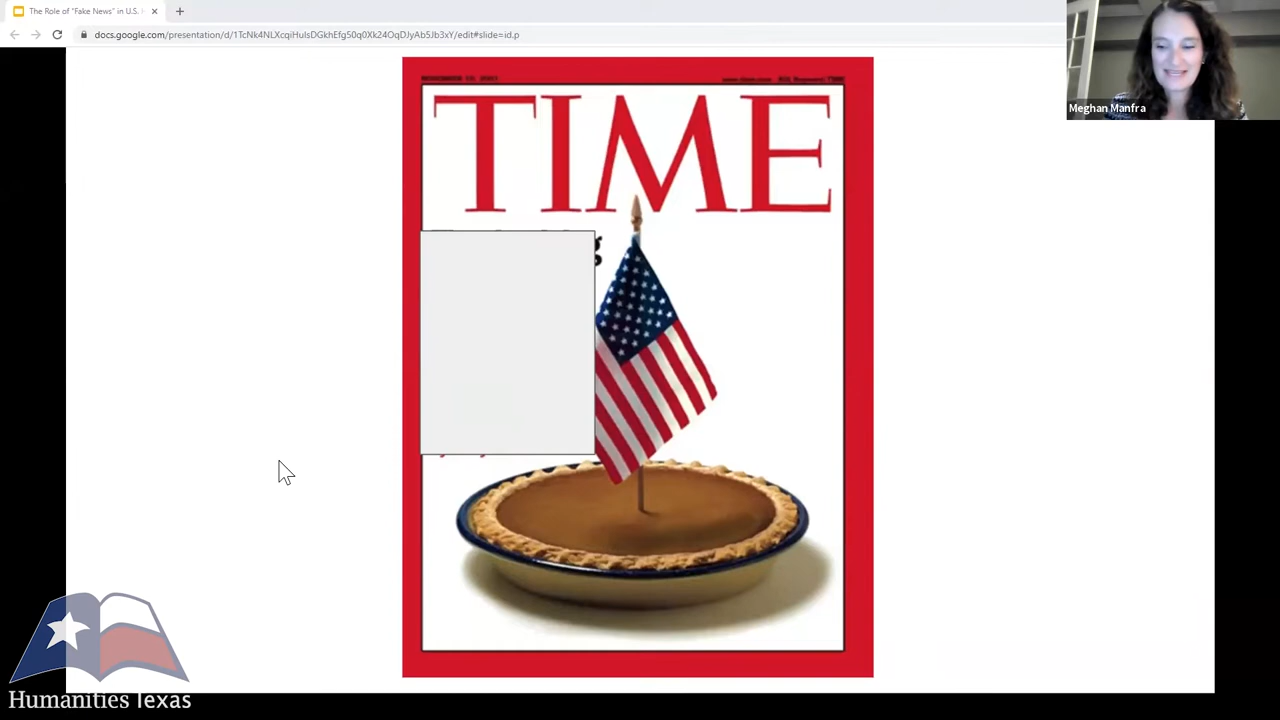 The Role of "Fake News" in U.S. H
docs.google.com/presentation/d/1TcNk4NLXcqiHulsDGkhEfg50q0Xk24OqDJyAb5Jb3xY/edit#slide=id.p
Meghan Manfra
TIME
g
Humanities Texas